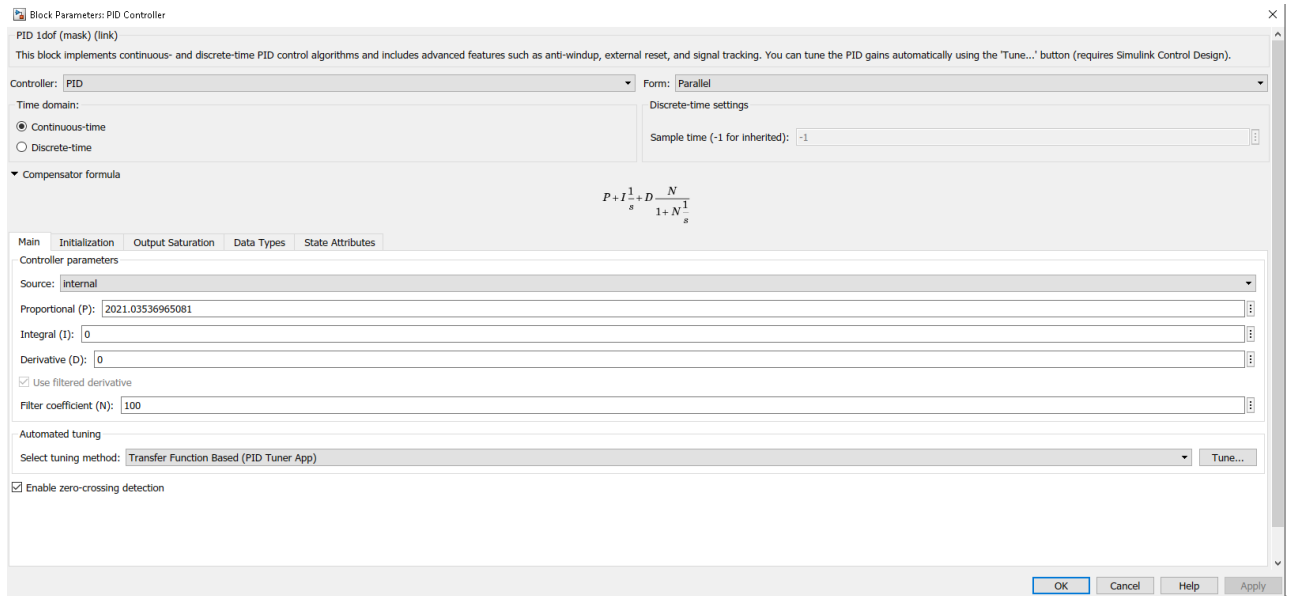 Block Parameters: PID Controller
PID 1dof (mask) (link)
This block implements continuous- and discrete-time PID control algorithms and includes advanced features such as anti-windup, external reset, and signal tracking. You can tune the PID gains automatically using the 'Tune...' button (requires Simulink Control Design).
Controller: PID Form: Parallel
Time domain: Discrete-time settings
Continuous-time
Sample time (-1 for inherited): -1
Discrete-time
Compensator formula
P + I 1/s + D N/(1 + N 1/s)
Main Initialization Output Saturation Data Types State Attributes
Controller parameters
Source: internal
Proportional (P): 2021.03536965081
Integral (I): 0
Derivative (D): 0
Use filtered derivative
Filter coefficient (N): 100
Automated tuning
Select tuning method: Transfer Function Based (PID Tuner App) Tune...
Enable zero-crossing detection
OK Cancel Help Apply